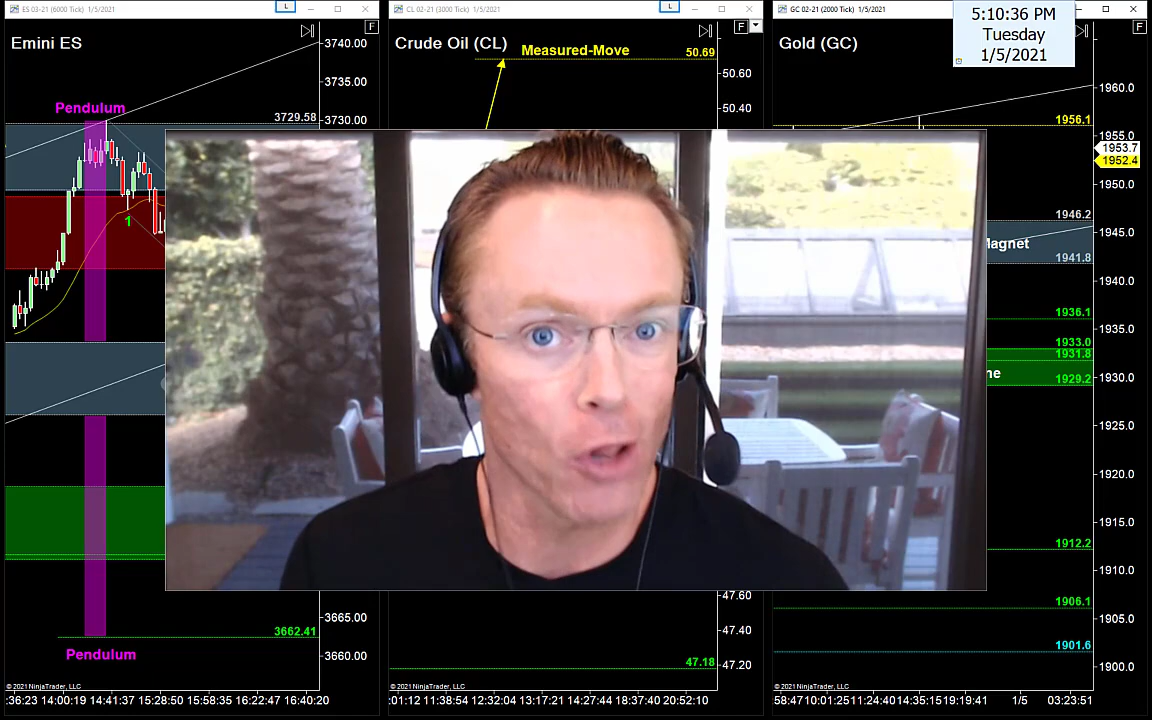 ES 03-21 (6000 Tick) 1/5/2021
L
F
Emini ES
Pendulum
3729.58
3740.00
3735.00
3730.00
1
3665.00
3662.41
3660.00
Pendulum
© 2021 NinjaTrader, LLC
:36:23 14:00:19 14:41:37 15:28:50 15:58:35 16:22:47 16:40:20
CL 02-21 (3000 Tick) 1/5/2021
L
F
Crude Oil (CL)
Measured-Move
50.69
50.60
50.40
47.60
47.40
47.18
47.20
© 2021 NinjaTrader, LLC
:01:12 11:38:54 12:32:04 13:17:21 14:27:44 18:37:40 20:52:10
GC 02-21 (2000 Tick) 1/5/2021
5:10:36 PM
Tuesday
1/5/2021
F
Gold (GC)
1960.0
1956.1
1955.0
1953.7
1952.4
1950.0
1946.2
1945.0
Magnet
1941.8
1940.0
1936.1
1935.0
1933.0
1931.8
ne
1929.2
1930.0
1925.0
1920.0
1915.0
1912.2
1910.0
1906.1
1905.0
1901.6
1900.0
© 2021 NinjaTrader, LLC
:58:47 10:01:25 11:24:40 14:35:15 19:19:41 1/5 03:23:51